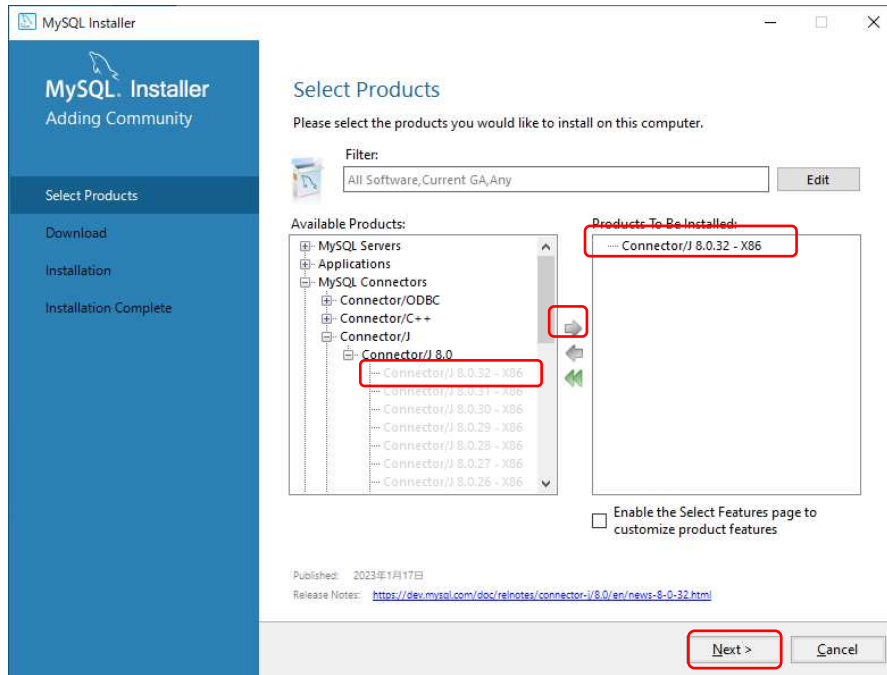 MySQL Installer
MySQL. Installer
Adding Community
Select Products
Download
Installation
Installation Complete
Select Products
Please select the products you would like to install on this computer.
Filter:
All Software,Current GA,Any
Edit
Available Products:
MySQL Servers
Applications
MySQL Connectors
Connector/ODBC
Connector/C++
Connector/J
Connector/J 8.0
Connector/J 8.0.32 - X86
Connector/J 8.0.31 - X86
Connector/J 8.0.30 - X86
Connector/J 8.0.29 - X86
Connector/J 8.0.28 - X86
Connector/J 8.0.27 - X86
Connector/J 8.0.26 - X86
Products To Be Installed:
Connector/J 8.0.32 - X86
Enable the Select Features page to
customize product features
Published: 2023年1月17日
Release Notes: https://dev.mysql.com/doc/relnotes/connector-j/8.0/en/news-8-0-32.html
Next >
Cancel